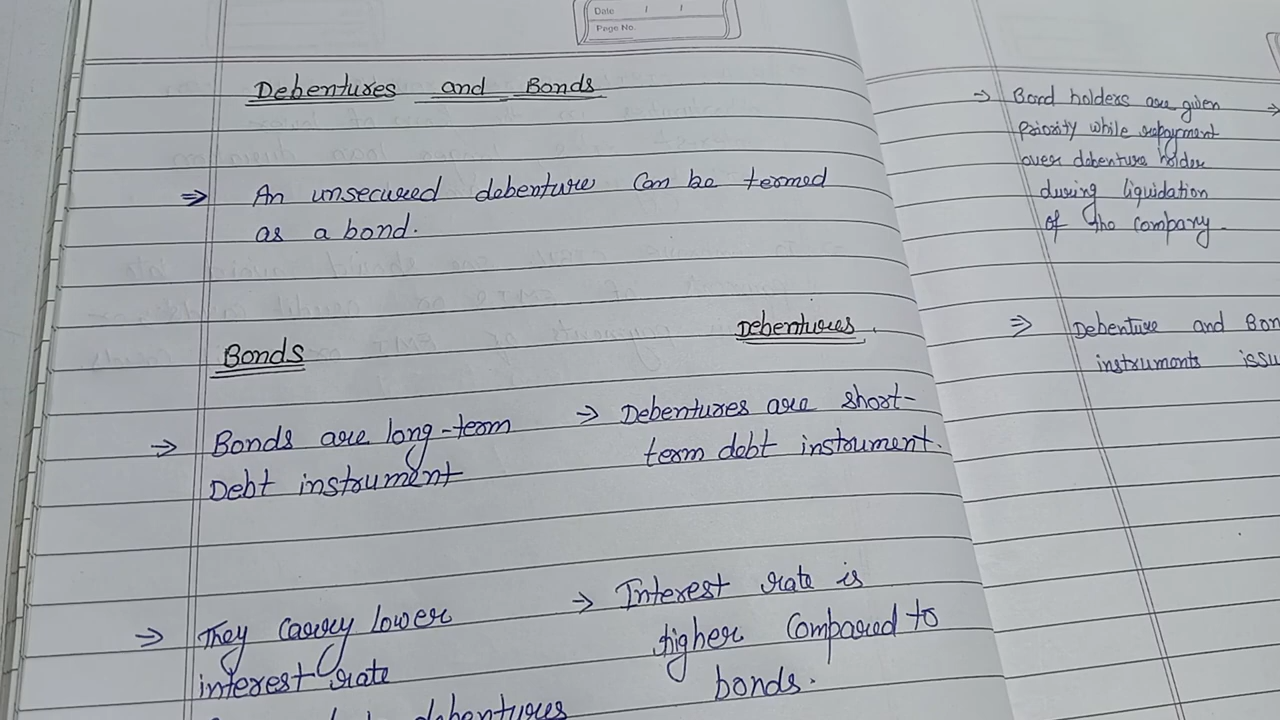 Date / /
Page No.
Debentures and Bonds
⇒ An unsecured debenture can be termed
as a bond.
Bonds
Debentures.
→ Bonds are long-term
Debt instrument
→ Debentures are short-
term debt instrument.
→ They carry lower
interest rate
debentures
→ Interest rate is
higher compared to
bonds.
→ Bond holders are given
priority while repayment
over debenture holder
during liquidation
of the company.
⇒ Debenture and Bon
instruments issu